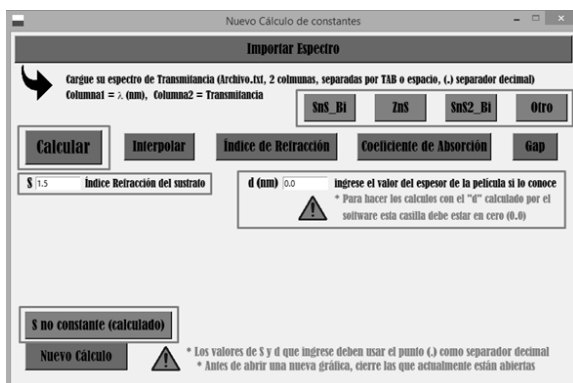 Nuevo Cálculo de constantes
Importar Espectro
Cargue su espectro de Transmitancia (Archivo.txt, 2 colmunas, separadas por TAB o espacio, (.) separador decimal)
Columna1 = λ (nm), Columna2 = Transmitancia
SnS_Bi ZnS SnS2_Bi Otro
Calcular Interpolar Índice de Refracción Coeficiente de Absorción Gap
S 1.5 Índice Refracción del sustrato
d (nm) 0.0 ingrese el valor del espesor de la película si lo conoce
* Para hacer los calculos con el "d" calculado por el
software esta casilla debe estar en cero (0.0)
S no constante (calculado)
Nuevo Cálculo
* Los valores de S y d que ingrese deben usar el punto (.) como separador decimal
* Antes de abrir una nueva gráfica, cierre las que actualmente están abiertas